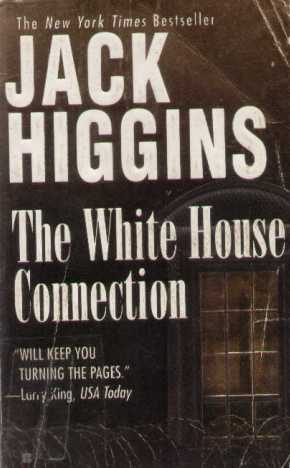 The New York Times Bestseller
JACK
HIGGINS
The White House
Connection
"WILL KEEP YOU
TURNING THE PAGES."
—Larry King, USA Today